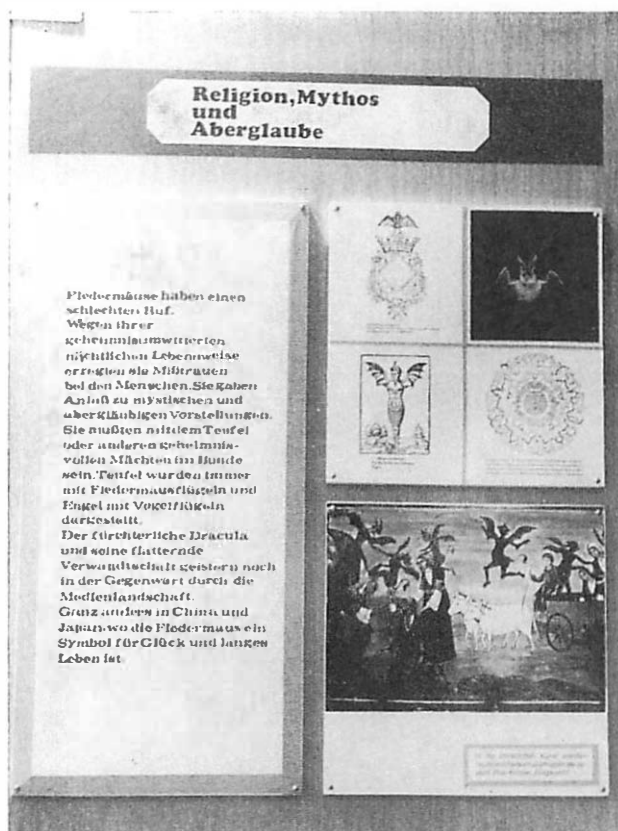 Religion, Mythos
und
Aberglaube
Fledermäuse haben einen
schlechten Ruf.
Wegen ihrer
geheimnisumwitterten
nächtlichen Lebensweise
erregten sie Mißtrauen
bei den Menschen. Sie gaben
Anlaß zu mystischen und
abergläubigen Vorstellungen.
Sie mußten mit dem Teufel
oder anderen geheimnis-
vollen Mächten im Bunde
sein. Teufel wurden immer
mit Fledermausflügeln und
Engel mit Vogelflügeln
dargestellt.
Der fürchterliche Dracula
und seine flatternde
Verwandtschaft geistern noch
in der Gegenwart durch die
Medienlandschaft.
Ganz anders in China und
Japan, wo die Fledermaus ein
Symbol für Glück und langes
Leben ist.